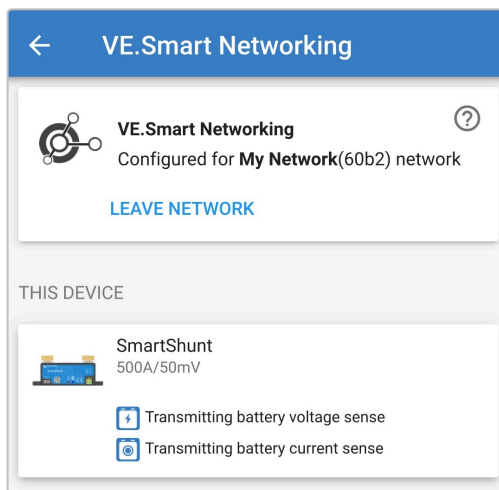 VE.Smart Networking
VE.Smart Networking
Configured for My Network(60b2) network
LEAVE NETWORK
THIS DEVICE
SmartShunt
500A/50mV
Transmitting battery voltage sense
Transmitting battery current sense